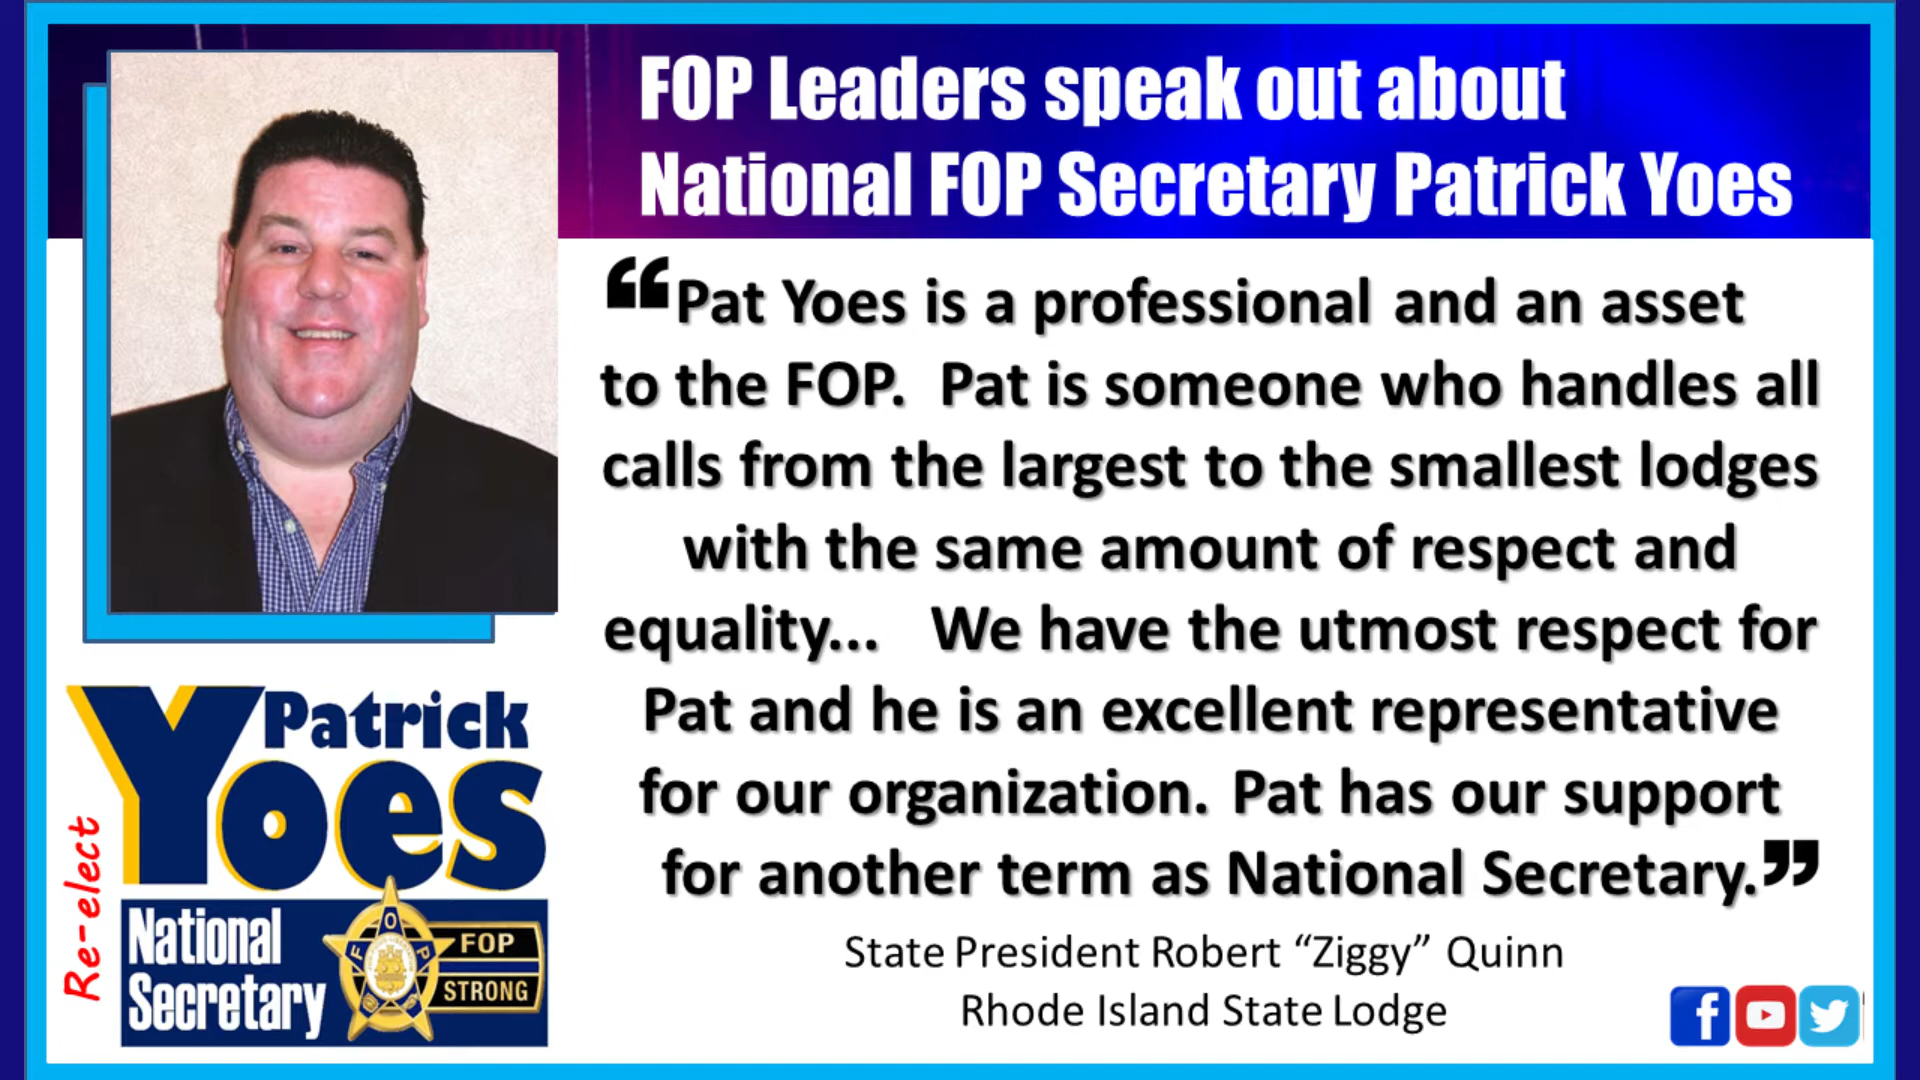 FOP Leaders speak out about
National FOP Secretary Patrick Yoes
“Pat Yoes is a professional and an asset
to the FOP. Pat is someone who handles all
calls from the largest to the smallest lodges
with the same amount of respect and
equality... We have the utmost respect for
Pat and he is an excellent representative
for our organization. Pat has our support
for another term as National Secretary.”
State President Robert “Ziggy” Quinn
Rhode Island State Lodge
Re-elect
Patrick
Yoes
National
Secretary
FOP
FOP
STRONG